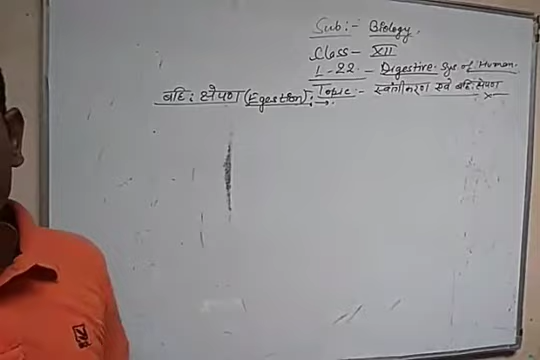 Sub:- Biology.
Class- XII
L-22 - Digestive Sys of Human.
Topic:- स्वांगीकरण एवं बहिःक्षेपण
बहिःक्षेपण (Egestion):→